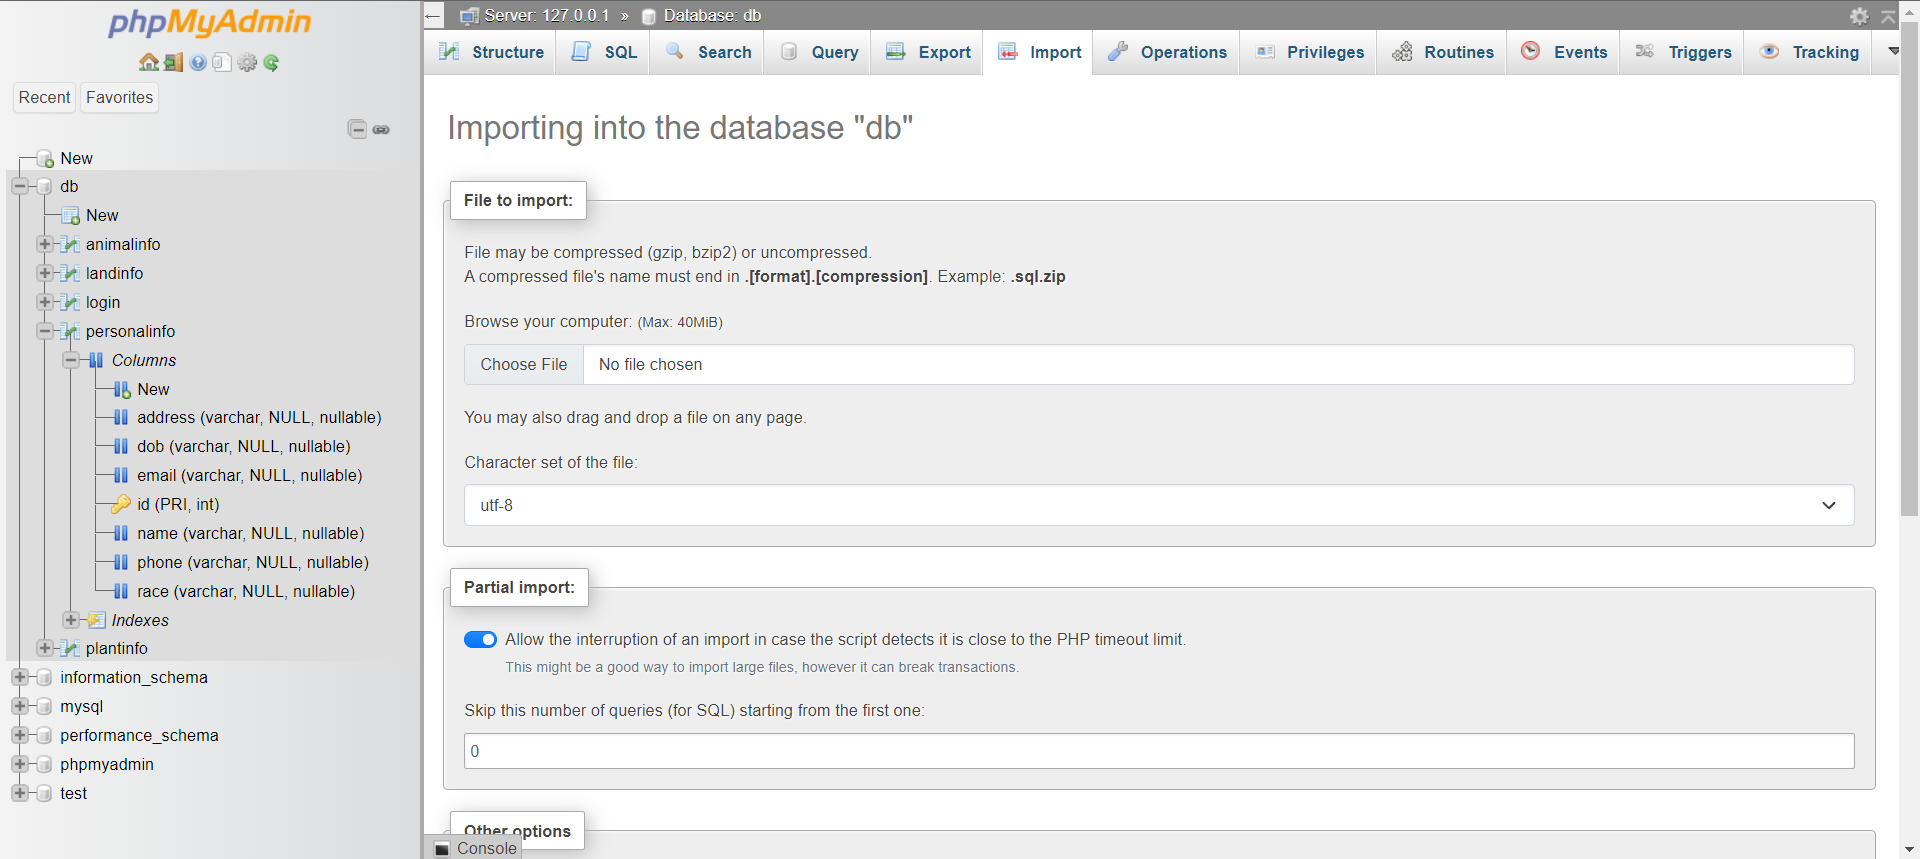 phpMyAdmin
Recent Favorites
New
db
New
animalinfo
landinfo
login
personalinfo
Columns
New
address (varchar, NULL, nullable)
dob (varchar, NULL, nullable)
email (varchar, NULL, nullable)
id (PRI, int)
name (varchar, NULL, nullable)
phone (varchar, NULL, nullable)
race (varchar, NULL, nullable)
Indexes
plantinfo
information_schema
mysql
performance_schema
phpmyadmin
test
Server: 127.0.0.1 » Database: db
Structure SQL Search Query Export Import Operations Privileges Routines Events Triggers Tracking
Importing into the database "db"
File to import:
File may be compressed (gzip, bzip2) or uncompressed.
A compressed file's name must end in .[format].[compression]. Example: .sql.zip
Browse your computer: (Max: 40MiB)
Choose File No file chosen
You may also drag and drop a file on any page.
Character set of the file:
utf-8
Partial import:
Allow the interruption of an import in case the script detects it is close to the PHP timeout limit.
This might be a good way to import large files, however it can break transactions.
Skip this number of queries (for SQL) starting from the first one:
0
Other options
Console